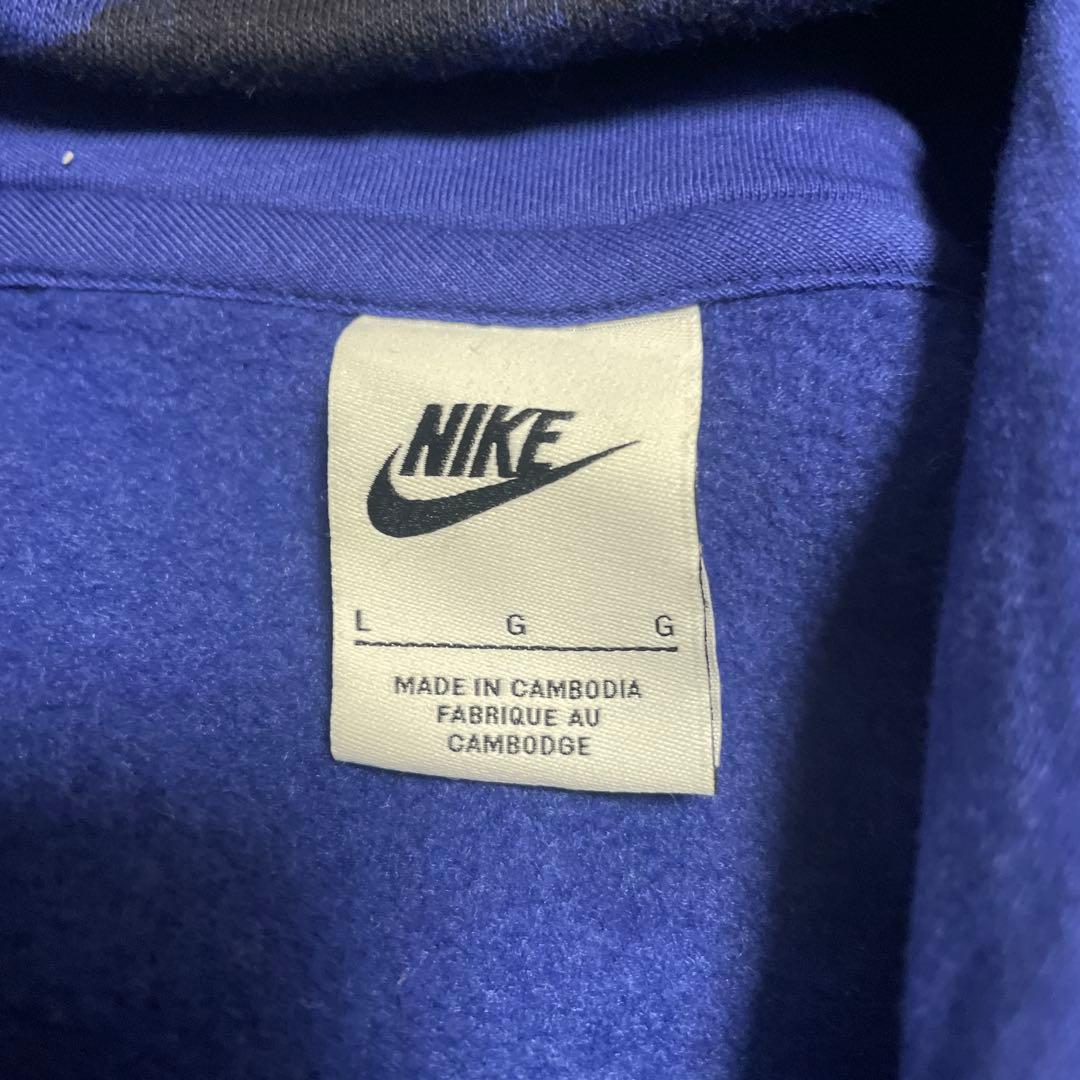 NIKE
L G G
MADE IN CAMBODIA
FABRIQUE AU
CAMBODGE